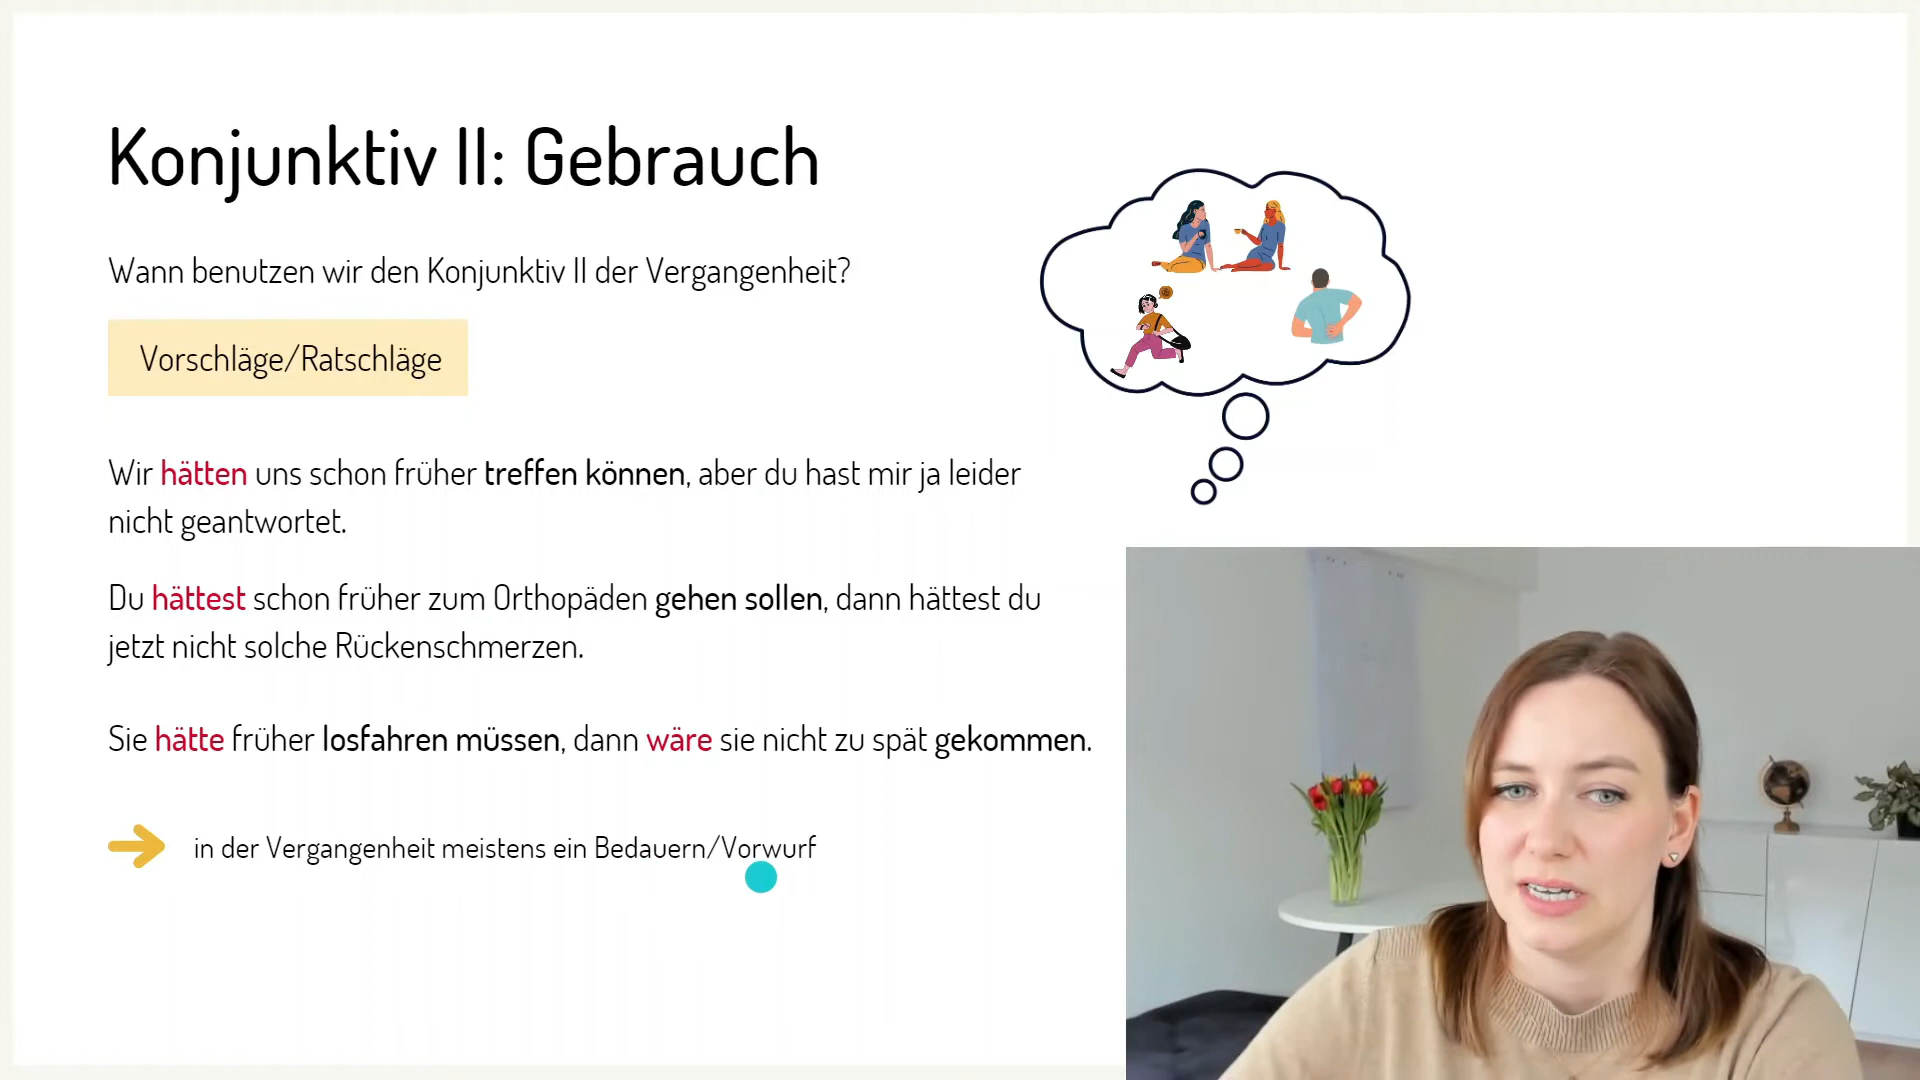 Konjunktiv II: Gebrauch
Wann benutzen wir den Konjunktiv II der Vergangenheit?
Vorschläge/Ratschläge
Wir hätten uns schon früher treffen können, aber du hast mir ja leider
nicht geantwortet.
Du hättest schon früher zum Orthopäden gehen sollen, dann hättest du
jetzt nicht solche Rückenschmerzen.
Sie hätte früher losfahren müssen, dann wäre sie nicht zu spät gekommen.
in der Vergangenheit meistens ein Bedauern/Vorwurf